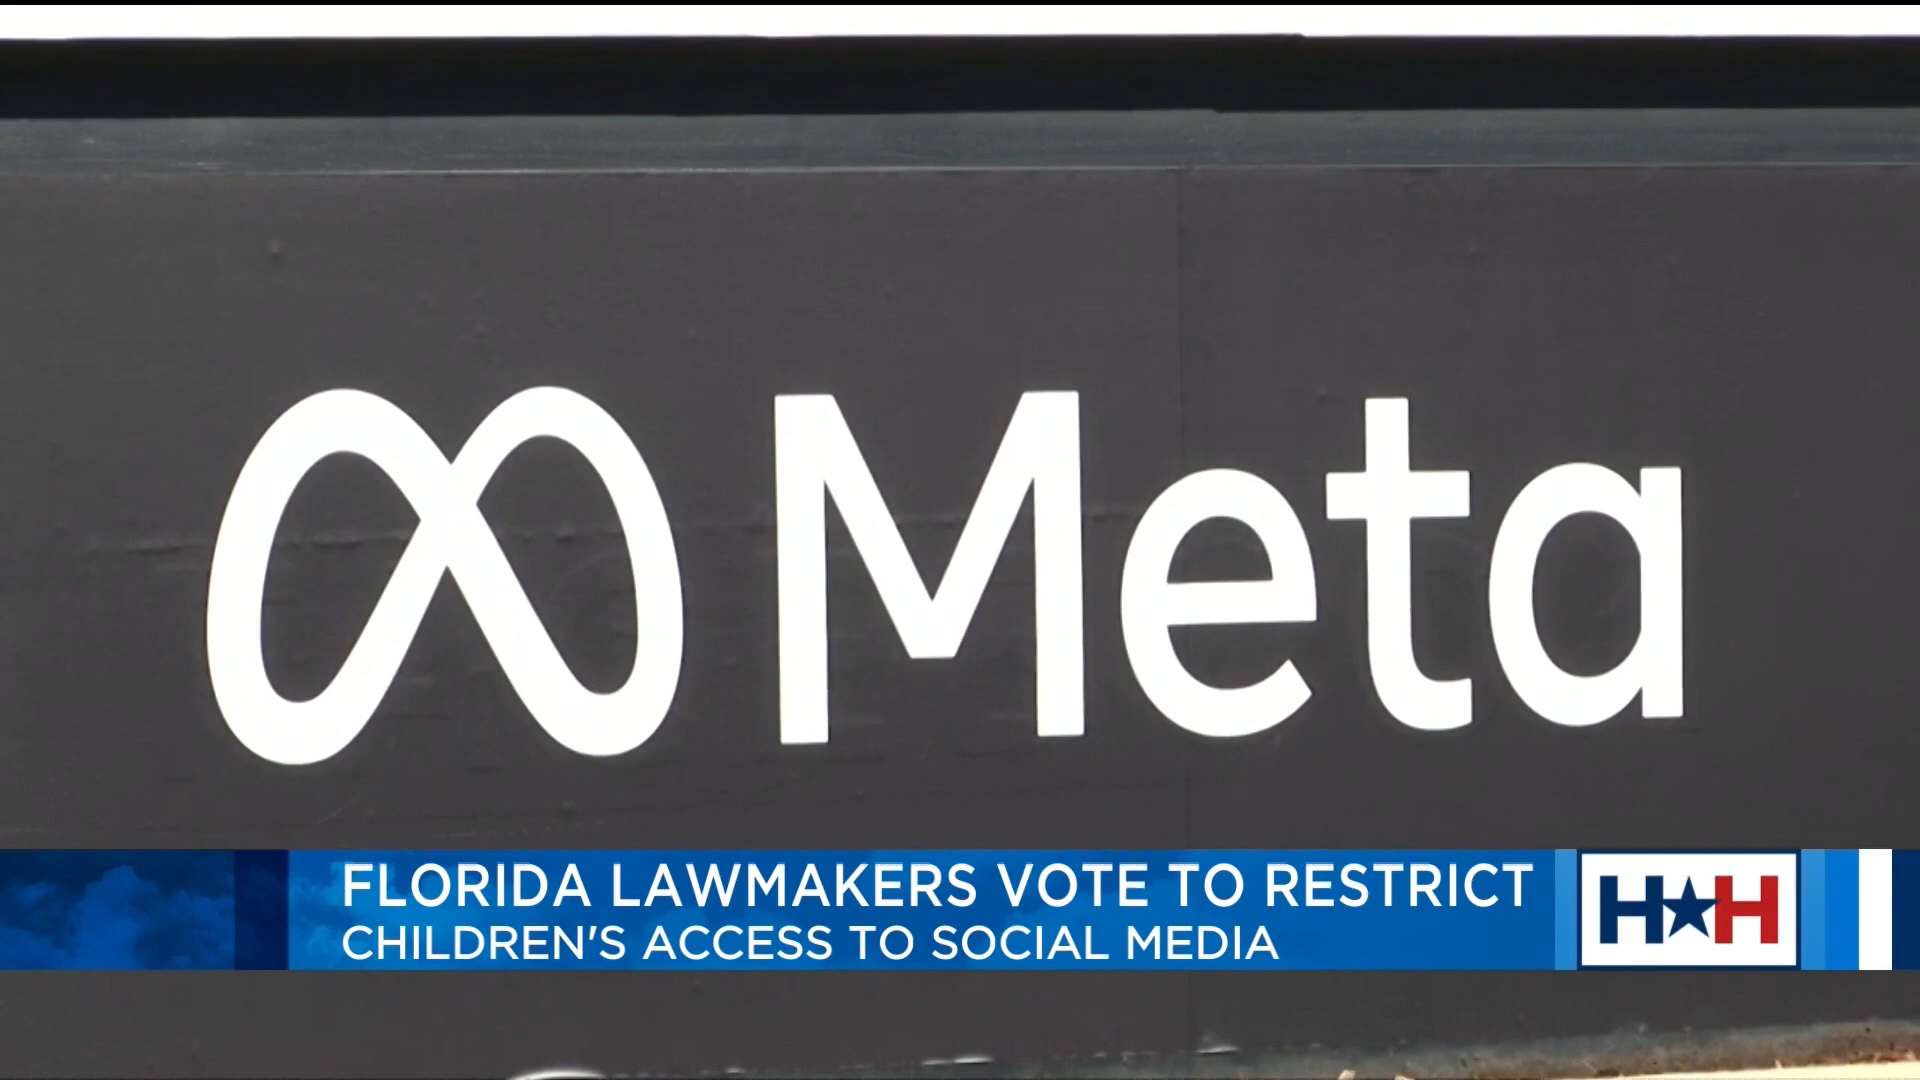 Meta
FLORIDA LAWMAKERS VOTE TO RESTRICT
CHILDREN'S ACCESS TO SOCIAL MEDIA
H★H